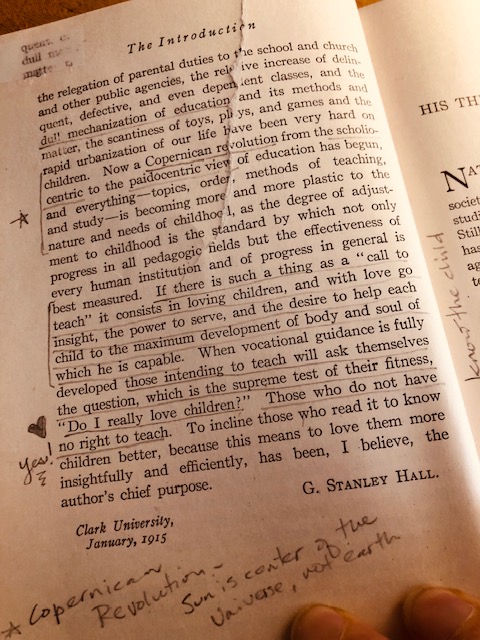 The Introduction
the relegation of parental duties to the school and church
and other public agencies, the relative increase of delin-
quent, defective, and even dependent classes, and the
dull mechanization of education and its methods and
matter, the scantiness of toys, plays, and games and the
rapid urbanization of our life have been very hard on
children. Now a Copernican revolution from the scholio-
centric to the paidocentric view of education has begun,
and everything—topics, order, methods of teaching,
and study—is becoming more and more plastic to the
nature and needs of childhood, as the degree of adjust-
ment to childhood is the standard by which not only
progress in all pedagogic fields but the effectiveness of
every human institution and of progress in general is
best measured. If there is such a thing as a “call to
teach” it consists in loving children, and with love go
insight, the power to serve, and the desire to help each
child to the maximum development of body and soul of
which he is capable. When vocational guidance is fully
developed those intending to teach will ask themselves
the question, which is the supreme test of their fitness,
“Do I really love children?” Those who do not have
no right to teach. To incline those who read it to know
children better, because this means to love them more
insightfully and efficiently, has been, I believe, the
author's chief purpose.
G. Stanley Hall.
Clark University,
January, 1915
Yes!
Copernican
Revolution -
Sun is center of the
Universe, not earth
HIS TH
NAT
societ
studi
Still
has
ag
te
know the child
quent, d
dull me
matte